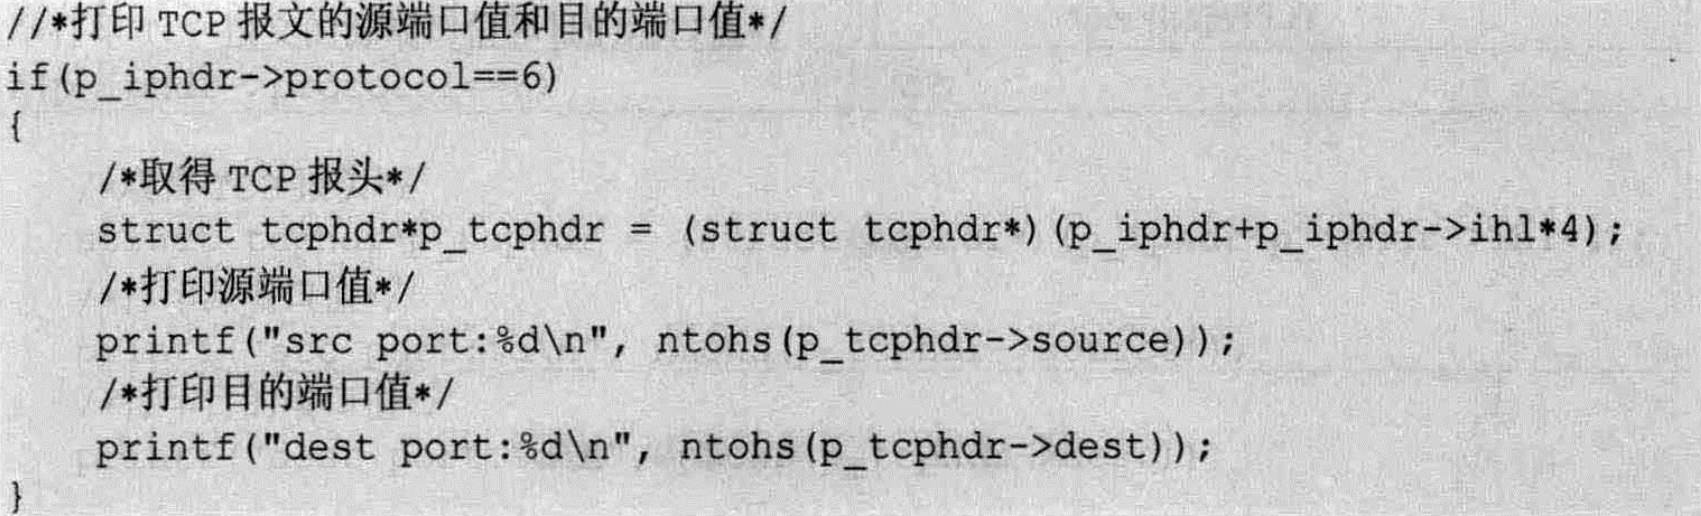 //*打印 TCP 报文的源端口值和目的端口值*/
if(p_iphdr->protocol==6)
{
/*取得 TCP 报头*/
struct tcphdr*p_tcphdr = (struct tcphdr*)(p_iphdr+p_iphdr->ihl*4);
/*打印源端口值*/
printf("src port:%d\n", ntohs(p_tcphdr->source));
/*打印目的端口值*/
printf("dest port:%d\n", ntohs(p_tcphdr->dest));
}